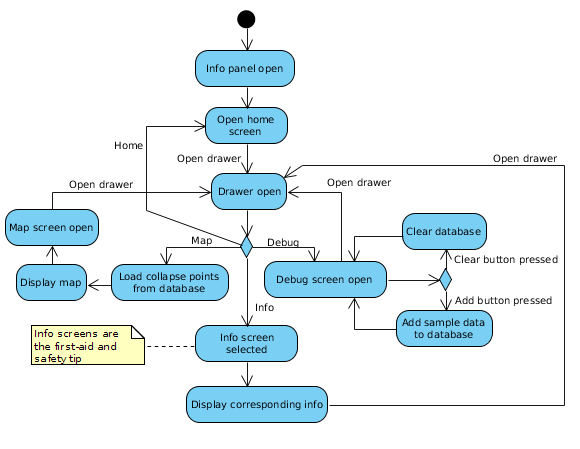 Info panel open
Open home
screen
Home
Open drawer
Open drawer
Open drawer
Open drawer
Drawer open
Map screen open
Clear database
Map
Debug
Clear button pressed
Display map
Load collapse points
from database
Debug screen open
Add button pressed
Info
Add sample data
to database
Info screens are
the first-aid and
safety tip
Info screen
selected
Display corresponding info